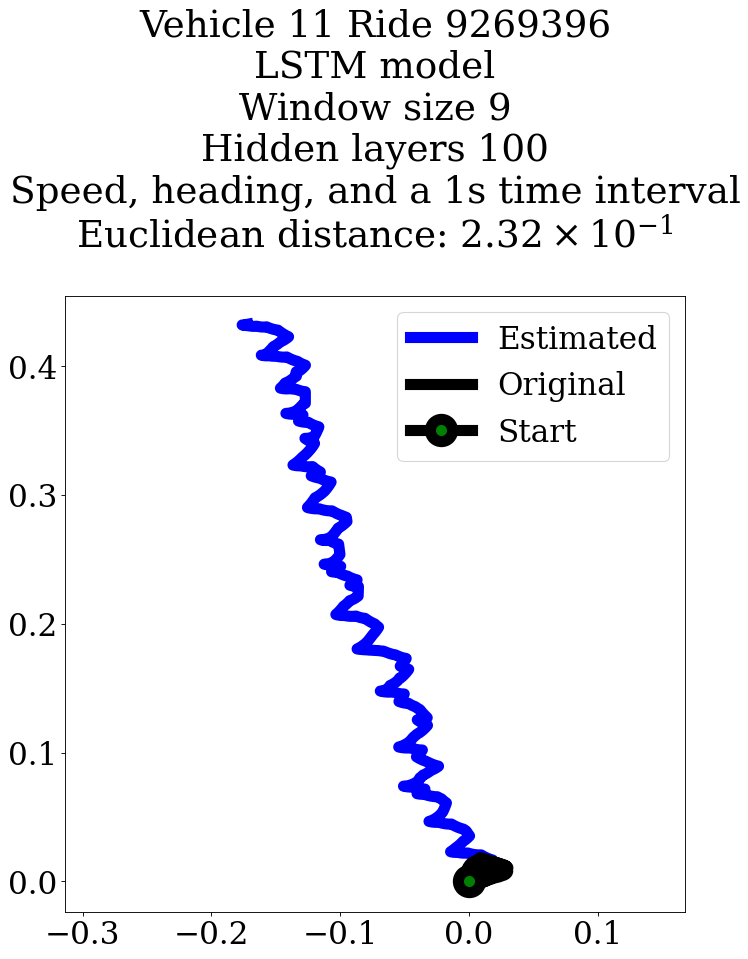 Vehicle 11 Ride 9269396
LSTM model
Window size 9
Hidden layers 100
Speed, heading, and a 1s time interval
Euclidean distance: 2.32 × 10⁻¹
Estimated
Original
Start
0.4
0.3
0.2
0.1
0.0
−0.3 −0.2 −0.1 0.0 0.1